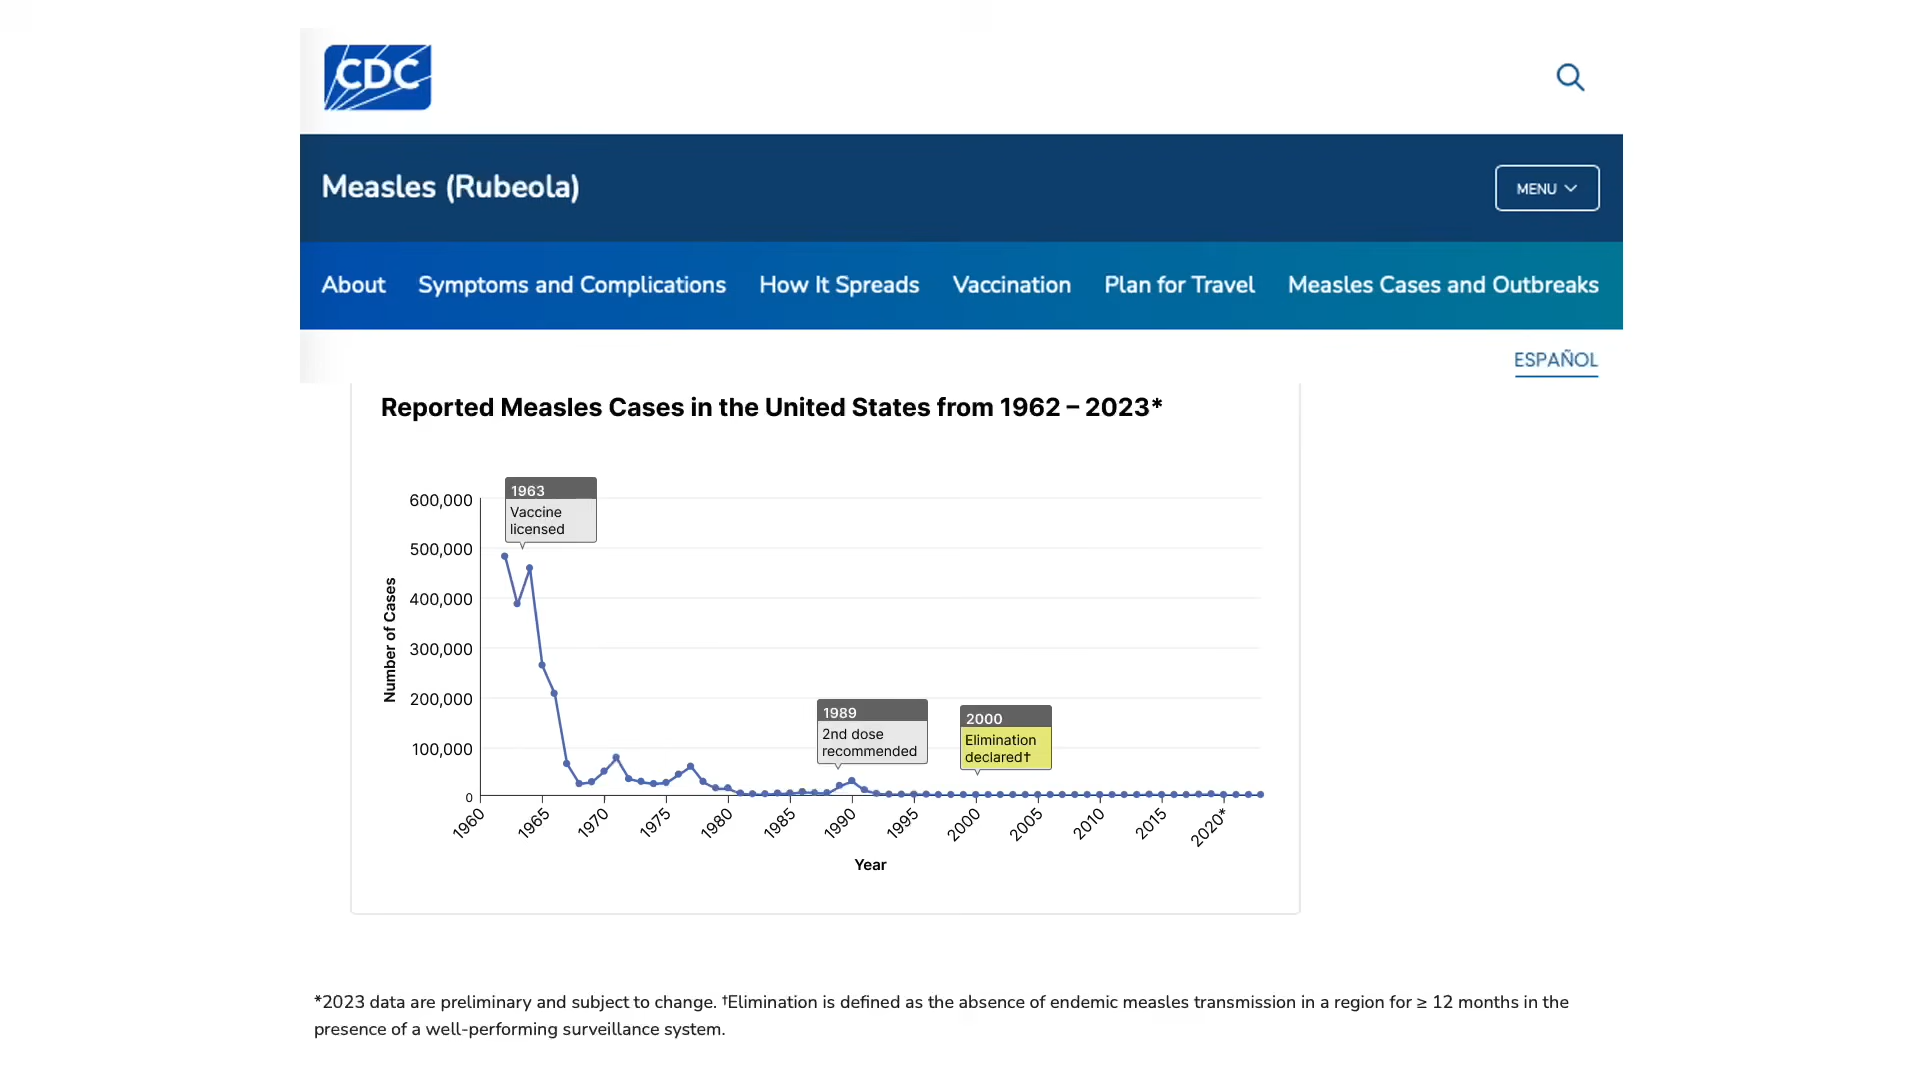 CDC
Measles (Rubeola)
MENU
About Symptoms and Complications How It Spreads Vaccination Plan for Travel Measles Cases and Outbreaks
ESPAÑOL
Reported Measles Cases in the United States from 1962 – 2023*
1963
Vaccine
licensed
600,000
500,000
400,000
300,000
200,000
100,000
0
Number of Cases
1989
2nd dose
recommended
2000
Elimination
declared†
1960 1965 1970 1975 1980 1985 1990 1995 2000 2005 2010 2015 2020*
Year
*2023 data are preliminary and subject to change. †Elimination is defined as the absence of endemic measles transmission in a region for ≥ 12 months in the
presence of a well-performing surveillance system.